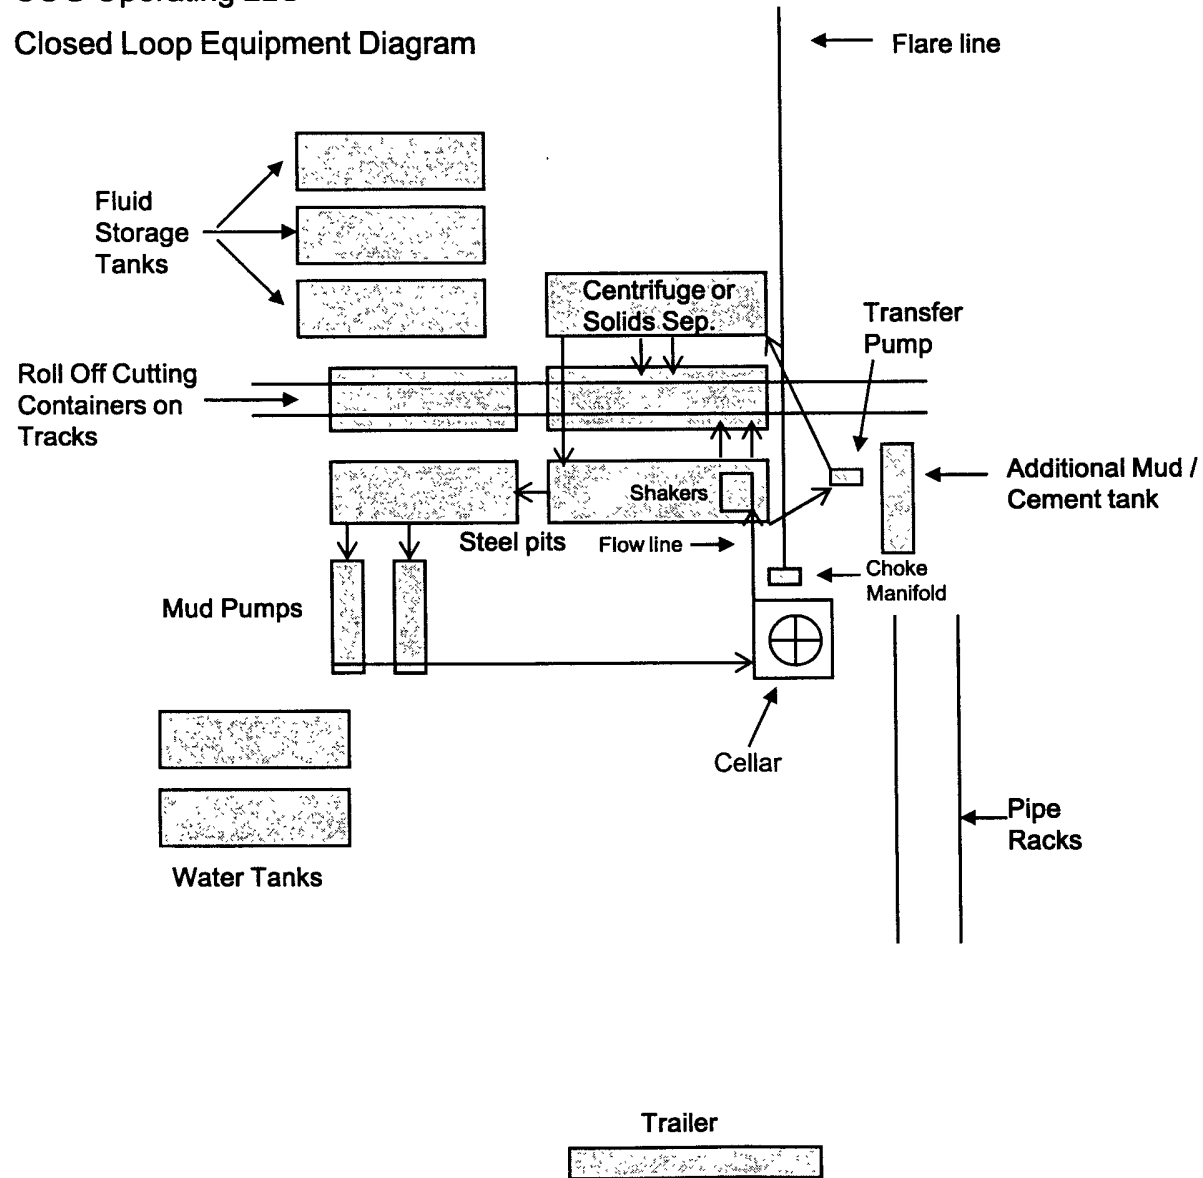 Operating LLC
Closed Loop Equipment Diagram
Flare line
Fluid
Storage
Tanks
Centrifuge or
Solids Sep.
Transfer
Pump
Roll Off Cutting
Containers on
Tracks
Additional Mud /
Cement tank
Shakers
Steel pits
Flow line
Choke
Manifold
Mud Pumps
Cellar
Pipe
Racks
Water Tanks
Trailer